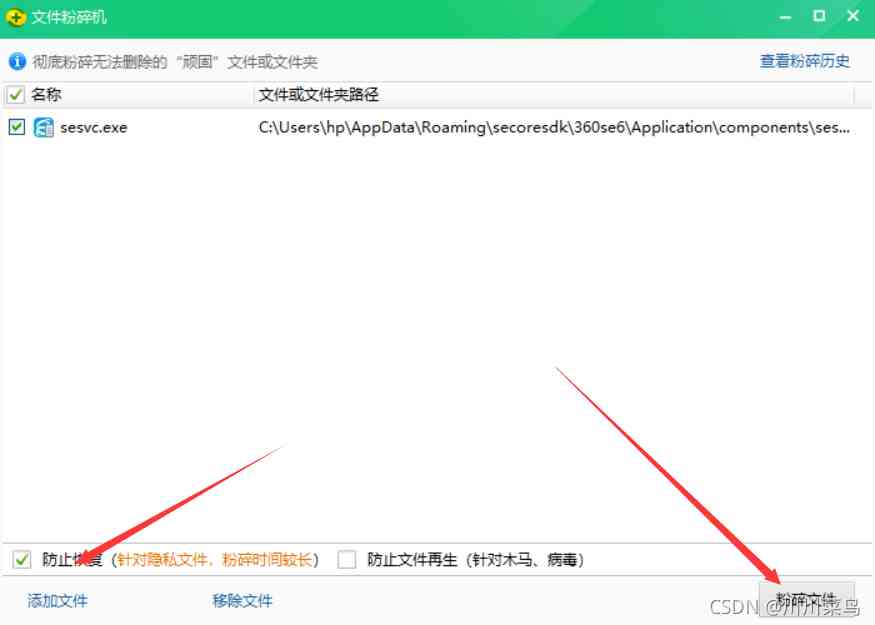 文件粉碎机
彻底粉碎无法删除的“顽固”文件或文件夹 查看粉碎历史
名称 文件或文件夹路径
sesvc.exe C:\Users\hp\AppData\Roaming\secoresdk\360se6\Application\components\ses...
防止恢复（针对隐私文件，粉碎时间较长） 防止文件再生（针对木马、病毒）
添加文件 移除文件 粉碎文件
CSDN @川川菜鸟